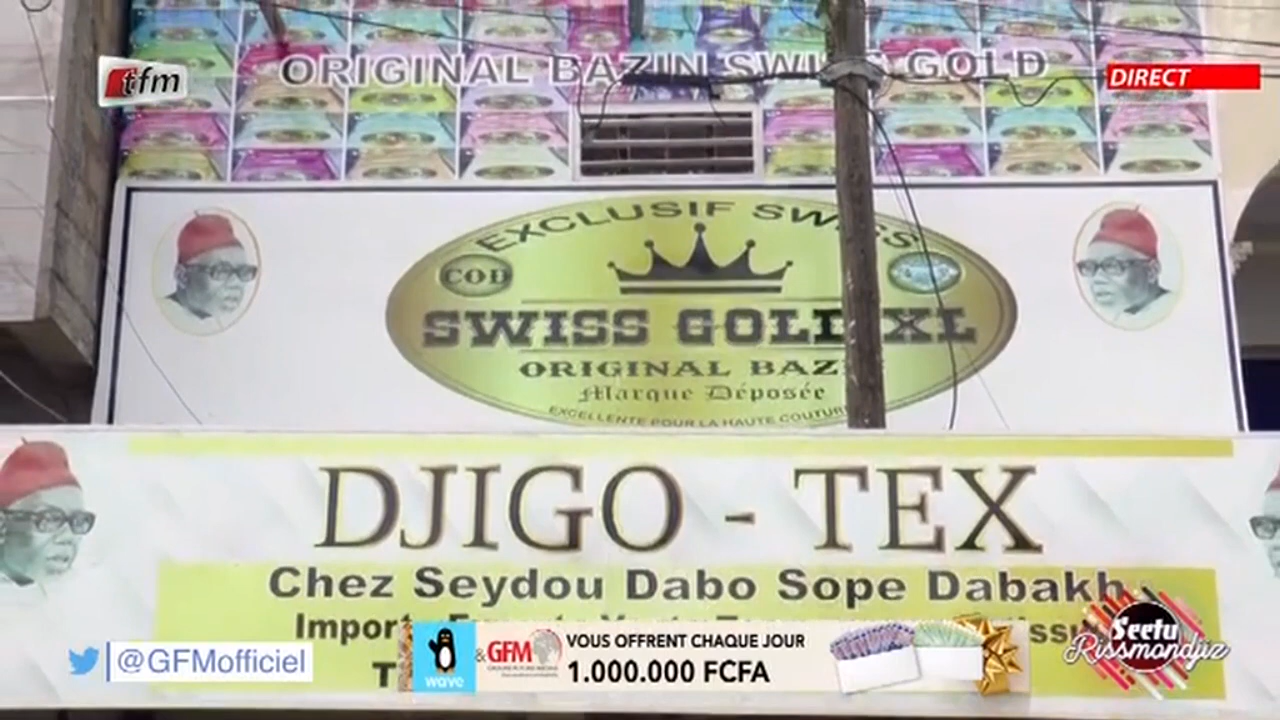 tfm
DIRECT
ORIGINAL BAZIN SWISS GOLD
EXCLUSIF SWISS
COD
SWISS GOLD XL
ORIGINAL BAZI
Marque Déposée
EXCELLENTE POUR LA HAUTE COUTURE
DJIGO - TEX
Chez Seydou Dabo Sope Dabakh
Import
@GFMofficiel
wave
& GFM
VOUS OFFRENT CHAQUE JOUR
1.000.000 FCFA
Seetu
Rissmondjiz